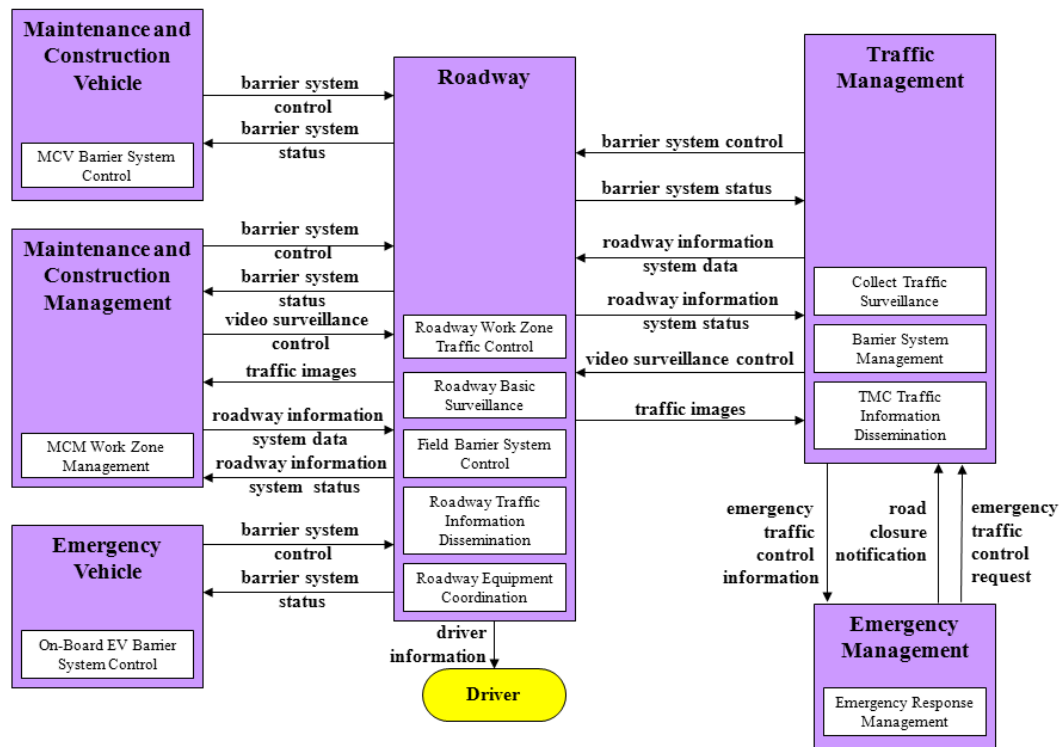 Maintenance and
Construction
Vehicle
MCV Barrier System
Control
barrier system
control
barrier system
status
Maintenance and
Construction
Management
MCM Work Zone
Management
barrier system
control
barrier system
status
video surveillance
control
traffic images
roadway information
system data
roadway information
system status
Emergency
Vehicle
On-Board EV Barrier
System Control
barrier system
control
barrier system
status
Roadway
Roadway Work Zone
Traffic Control
Roadway Basic
Surveillance
Field Barrier System
Control
Roadway Traffic
Information
Dissemination
Roadway Equipment
Coordination
driver
information
Driver
barrier system control
barrier system status
roadway information
system data
roadway information
system status
video surveillance control
traffic images
Traffic
Management
Collect Traffic
Surveillance
Barrier System
Management
TMC Traffic
Information
Dissemination
emergency
traffic
control
information
road
closure
notification
emergency
traffic
control
request
Emergency
Management
Emergency Response
Management